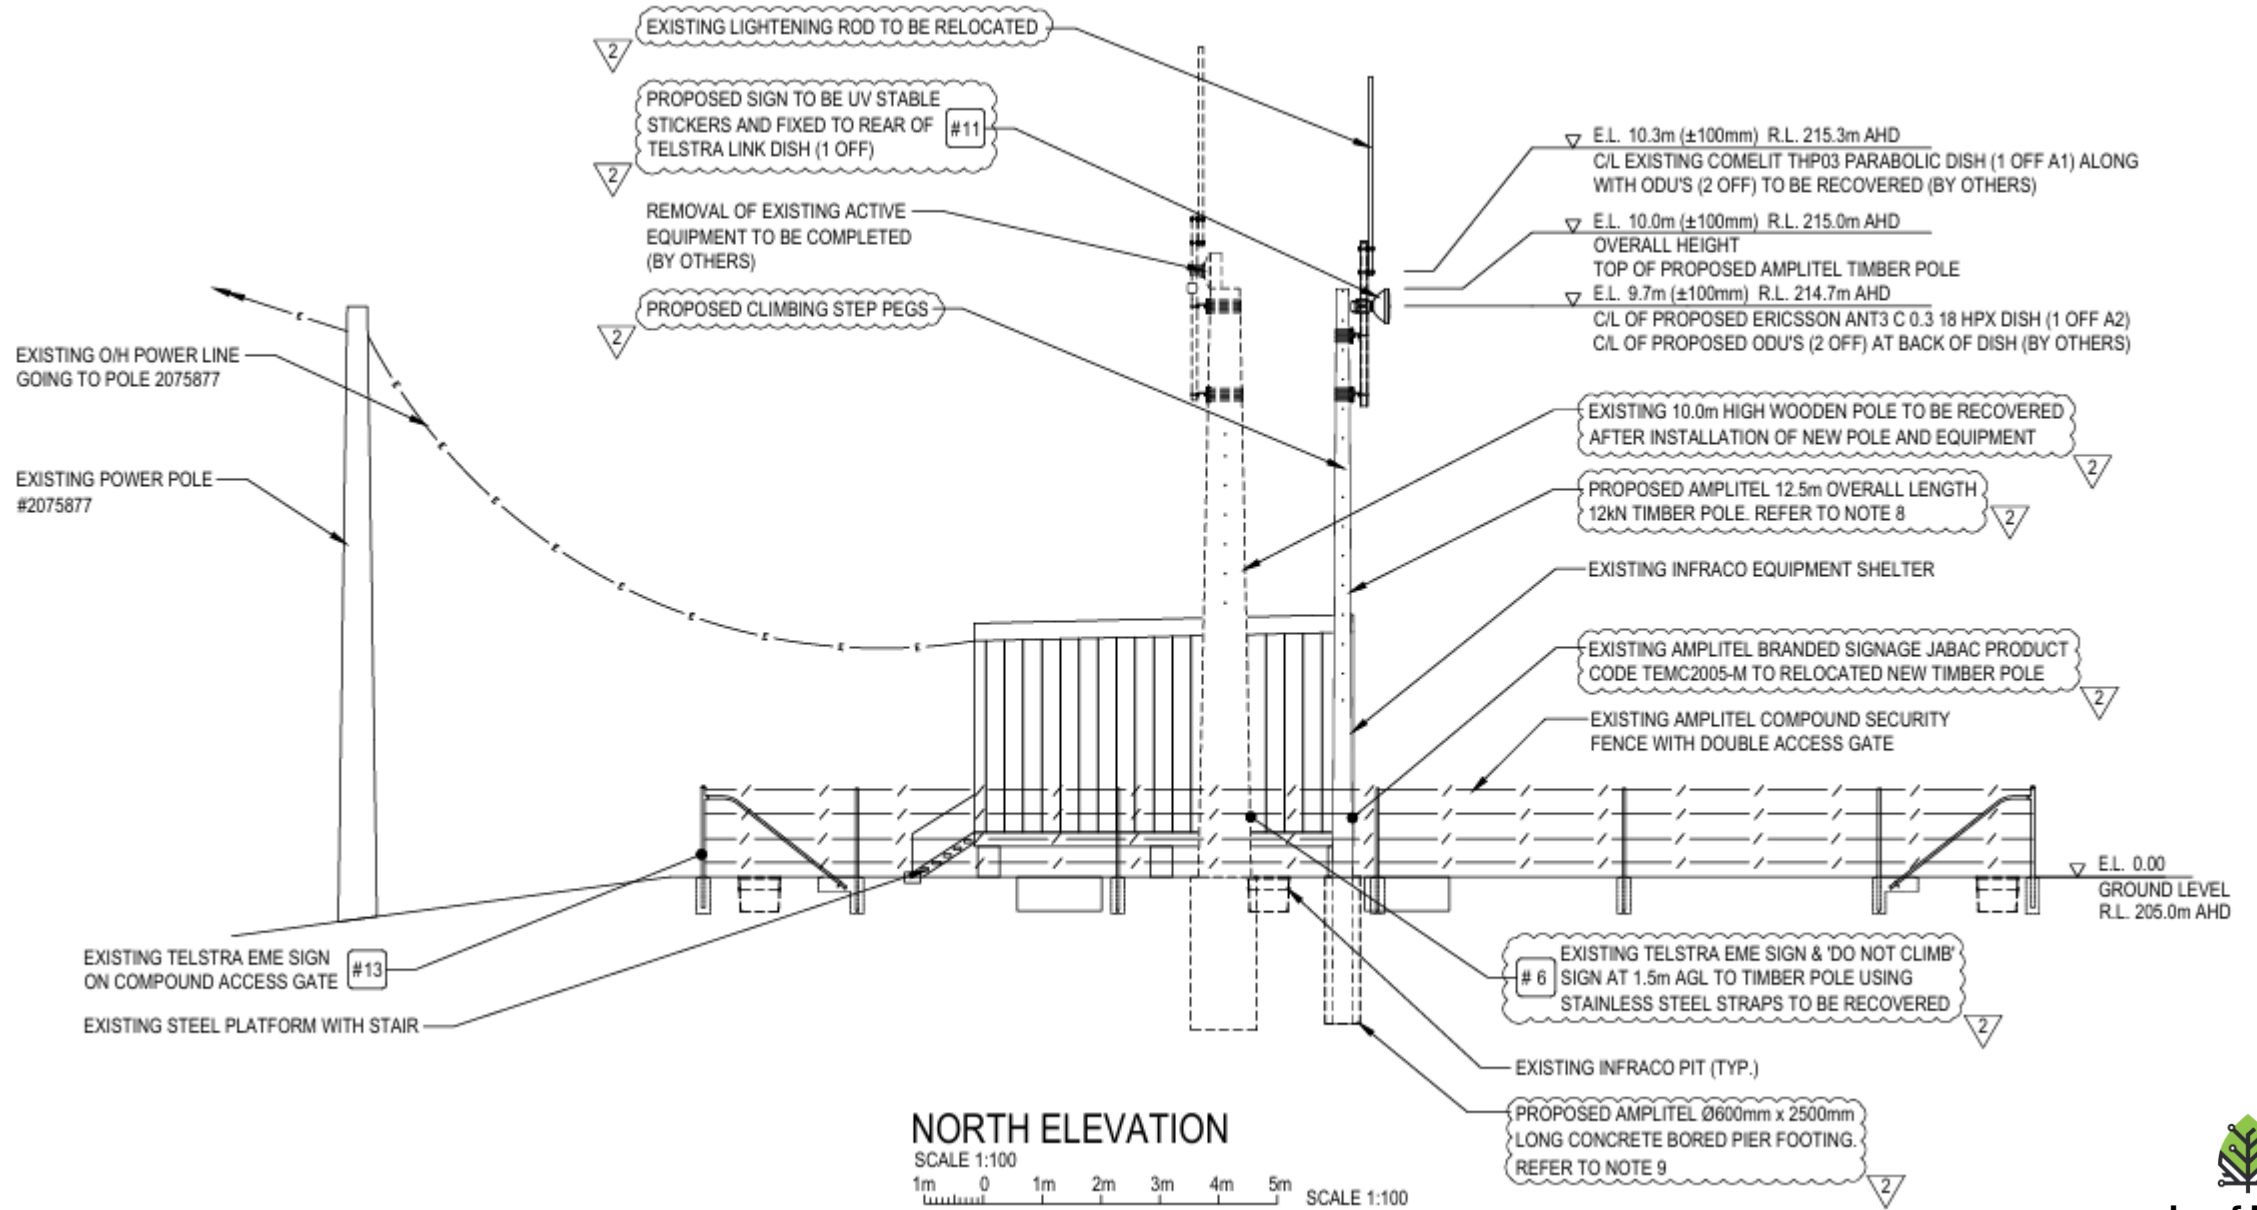 EXISTING LIGHTENING ROD TO BE RELOCATED
2
PROPOSED SIGN TO BE UV STABLE
STICKERS AND FIXED TO REAR OF
TELSTRA LINK DISH (1 OFF)
#11
2
REMOVAL OF EXISTING ACTIVE
EQUIPMENT TO BE COMPLETED
(BY OTHERS)
PROPOSED CLIMBING STEP PEGS
2
E.L. 10.3m (±100mm) R.L. 215.3m AHD
C/L EXISTING COMELIT THP03 PARABOLIC DISH (1 OFF A1) ALONG
WITH ODU'S (2 OFF) TO BE RECOVERED (BY OTHERS)
E.L. 10.0m (±100mm) R.L. 215.0m AHD
OVERALL HEIGHT
TOP OF PROPOSED AMPLITEL TIMBER POLE
E.L. 9.7m (±100mm) R.L. 214.7m AHD
C/L OF PROPOSED ERICSSON ANT3 C 0.3 18 HPX DISH (1 OFF A2)
C/L OF PROPOSED ODU'S (2 OFF) AT BACK OF DISH (BY OTHERS)
EXISTING O/H POWER LINE
GOING TO POLE 2075877
EXISTING POWER POLE
#2075877
E
E
E
E
E
E
E
E
E
E
EXISTING 10.0m HIGH WOODEN POLE TO BE RECOVERED
AFTER INSTALLATION OF NEW POLE AND EQUIPMENT
2
PROPOSED AMPLITEL 12.5m OVERALL LENGTH
12kN TIMBER POLE. REFER TO NOTE 8
2
EXISTING INFRACO EQUIPMENT SHELTER
EXISTING AMPLITEL BRANDED SIGNAGE JABAC PRODUCT
CODE TEMC2005-M TO RELOCATED NEW TIMBER POLE
2
EXISTING AMPLITEL COMPOUND SECURITY
FENCE WITH DOUBLE ACCESS GATE
E.L. 0.00
GROUND LEVEL
R.L. 205.0m AHD
EXISTING TELSTRA EME SIGN
ON COMPOUND ACCESS GATE
#13
EXISTING STEEL PLATFORM WITH STAIR
# 6
EXISTING TELSTRA EME SIGN & 'DO NOT CLIMB'
SIGN AT 1.5m AGL TO TIMBER POLE USING
STAINLESS STEEL STRAPS TO BE RECOVERED
2
EXISTING INFRACO PIT (TYP.)
PROPOSED AMPLITEL Ø600mm x 2500mm
LONG CONCRETE BORED PIER FOOTING.
REFER TO NOTE 9
2
NORTH ELEVATION
SCALE 1:100
1m 0 1m 2m 3m 4m 5m
SCALE 1:100